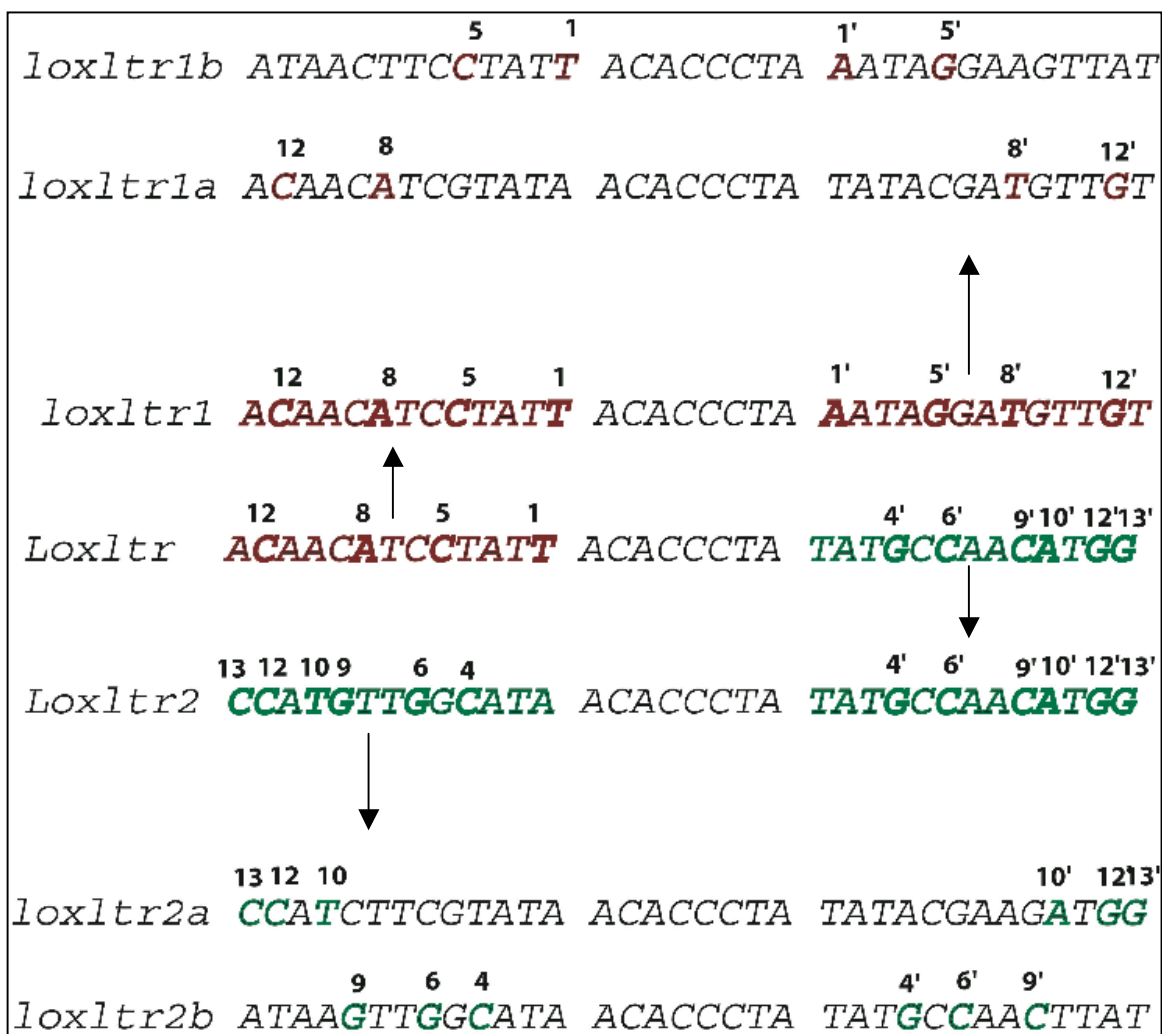 5 1 1' 5'
loxltr1b ATAACTTCCTATT ACACCCTA AATAGGAAGTTAT
12 8 8' 12'
loxltr1a ACAACATCGTATA ACACCCTA TATACGATGTTGT
12 8 5 1 1' 5' 8' 12'
loxltr1 ACAACATCCTATT ACACCCTA AATAGGATGTTGT
12 8 5 1 4' 6' 9' 10' 12' 13'
Loxltr ACAACATCCTATT ACACCCTA TATGCCAACATGG
13 12 10 9 6 4 4' 6' 9' 10' 12' 13'
Loxltr2 CCATGTTGGCATA ACACCCTA TATGCCAACATGG
13 12 10 10' 12' 13'
loxltr2a CCATCTTCGTATA ACACCCTA TATACGAAGATGG
9 6 4 4' 6' 9'
loxltr2b ATAAGTTGGCATA ACACCCTA TATGCCAACTTAT